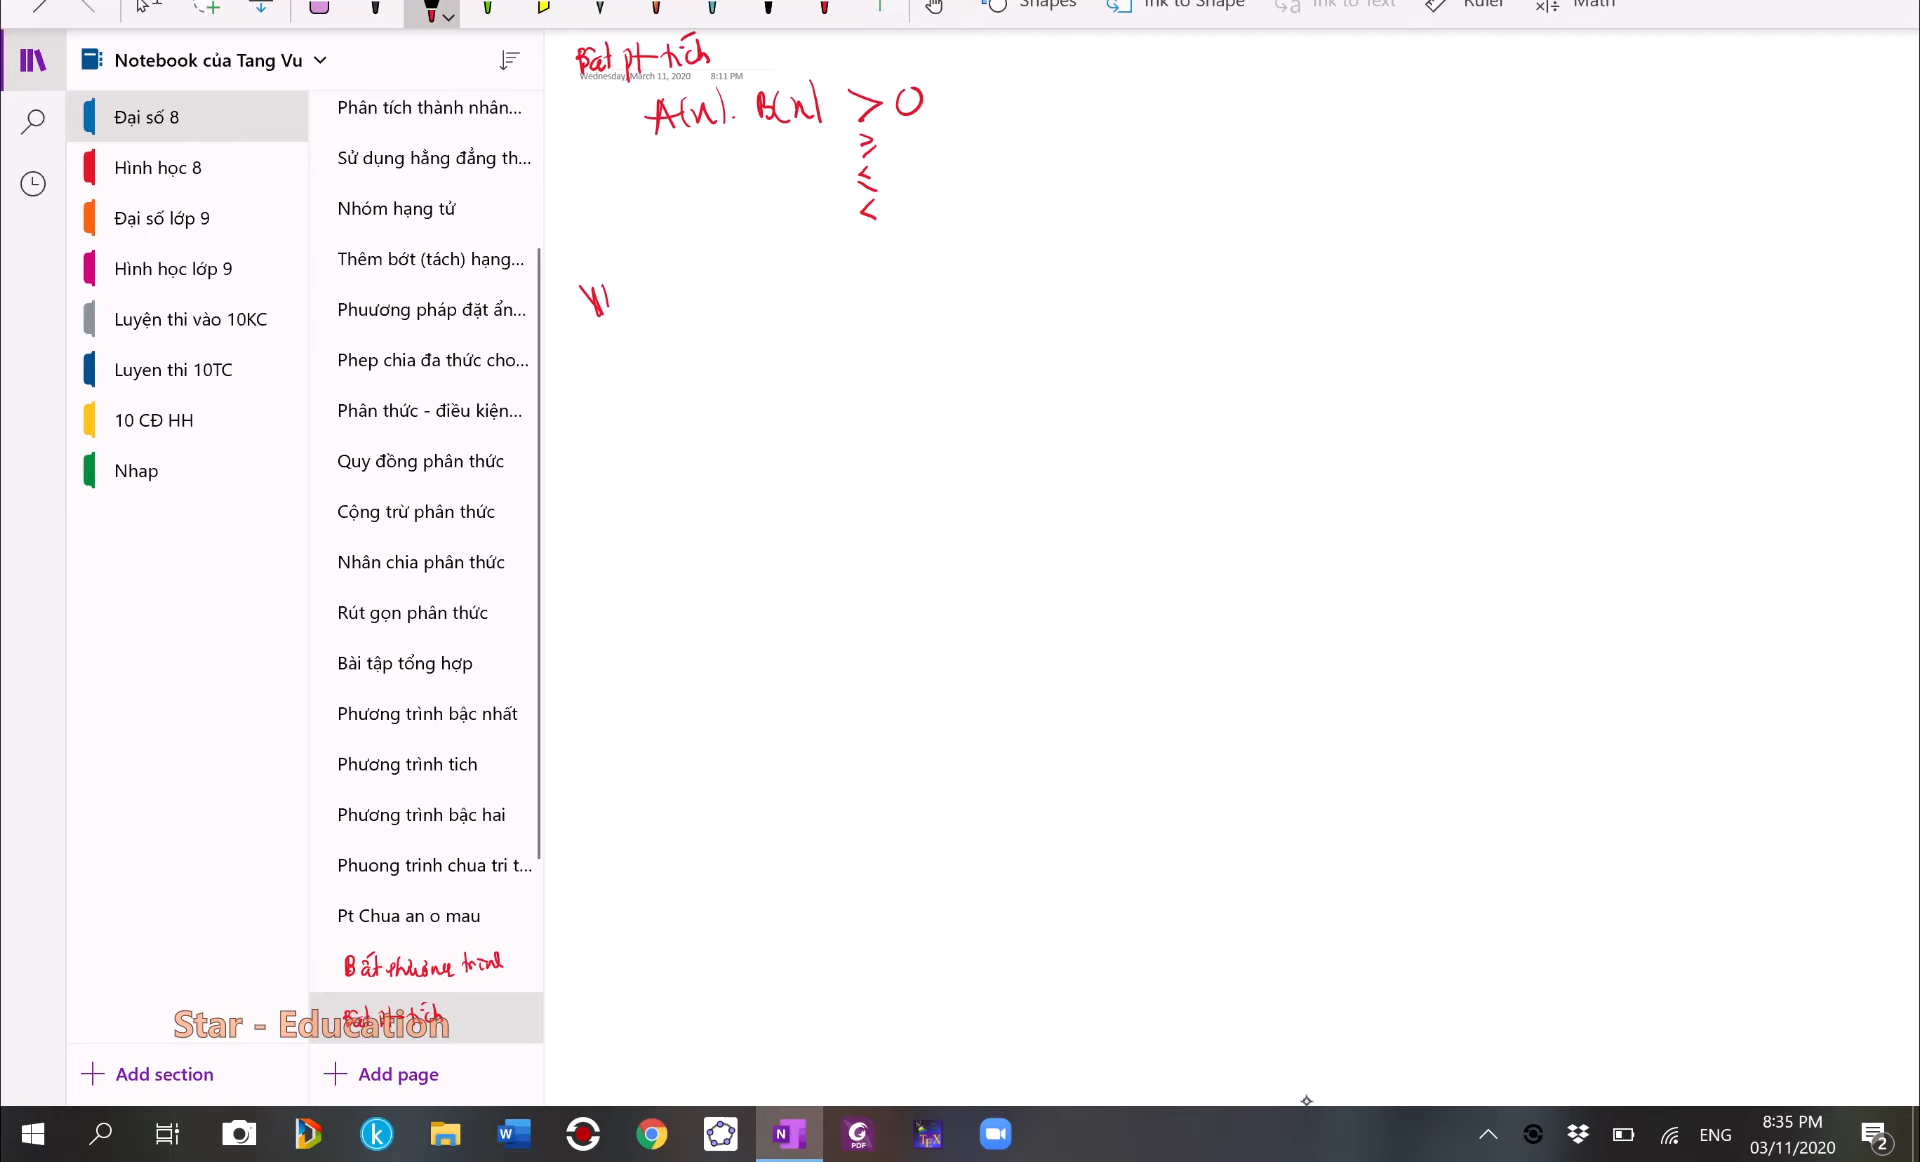 Shapes
Ink to Shape
Ink to Text
Ruler
Math
Notebook của Tang Vu
Đại số 8
Hình học 8
Đại số lớp 9
Hình học lớp 9
Luyện thi vào 10KC
Luyen thi 10TC
10 CĐ HH
Nhap
Add section
Phân tích thành nhân...
Sử dụng hằng đẳng th...
Nhóm hạng tử
Thêm bớt (tách) hạng...
Phuương pháp đặt ẩn...
Phep chia đa thức cho...
Phân thức - điều kiện...
Quy đồng phân thức
Cộng trừ phân thức
Nhân chia phân thức
Rút gọn phân thức
Bài tập tổng hợp
Phương trình bậc nhất
Phương trình tich
Phương trình bậc hai
Phuong trinh chua tri t...
Pt Chua an o mau
Bất phương trình
Bất pt tích
Star - Education
Add page
Bất pt tích
Wednesday, March 11, 2020 8:11 PM
A(x). B(x) > 0
≥
≤
<
ENG
8:35 PM
03/11/2020
2